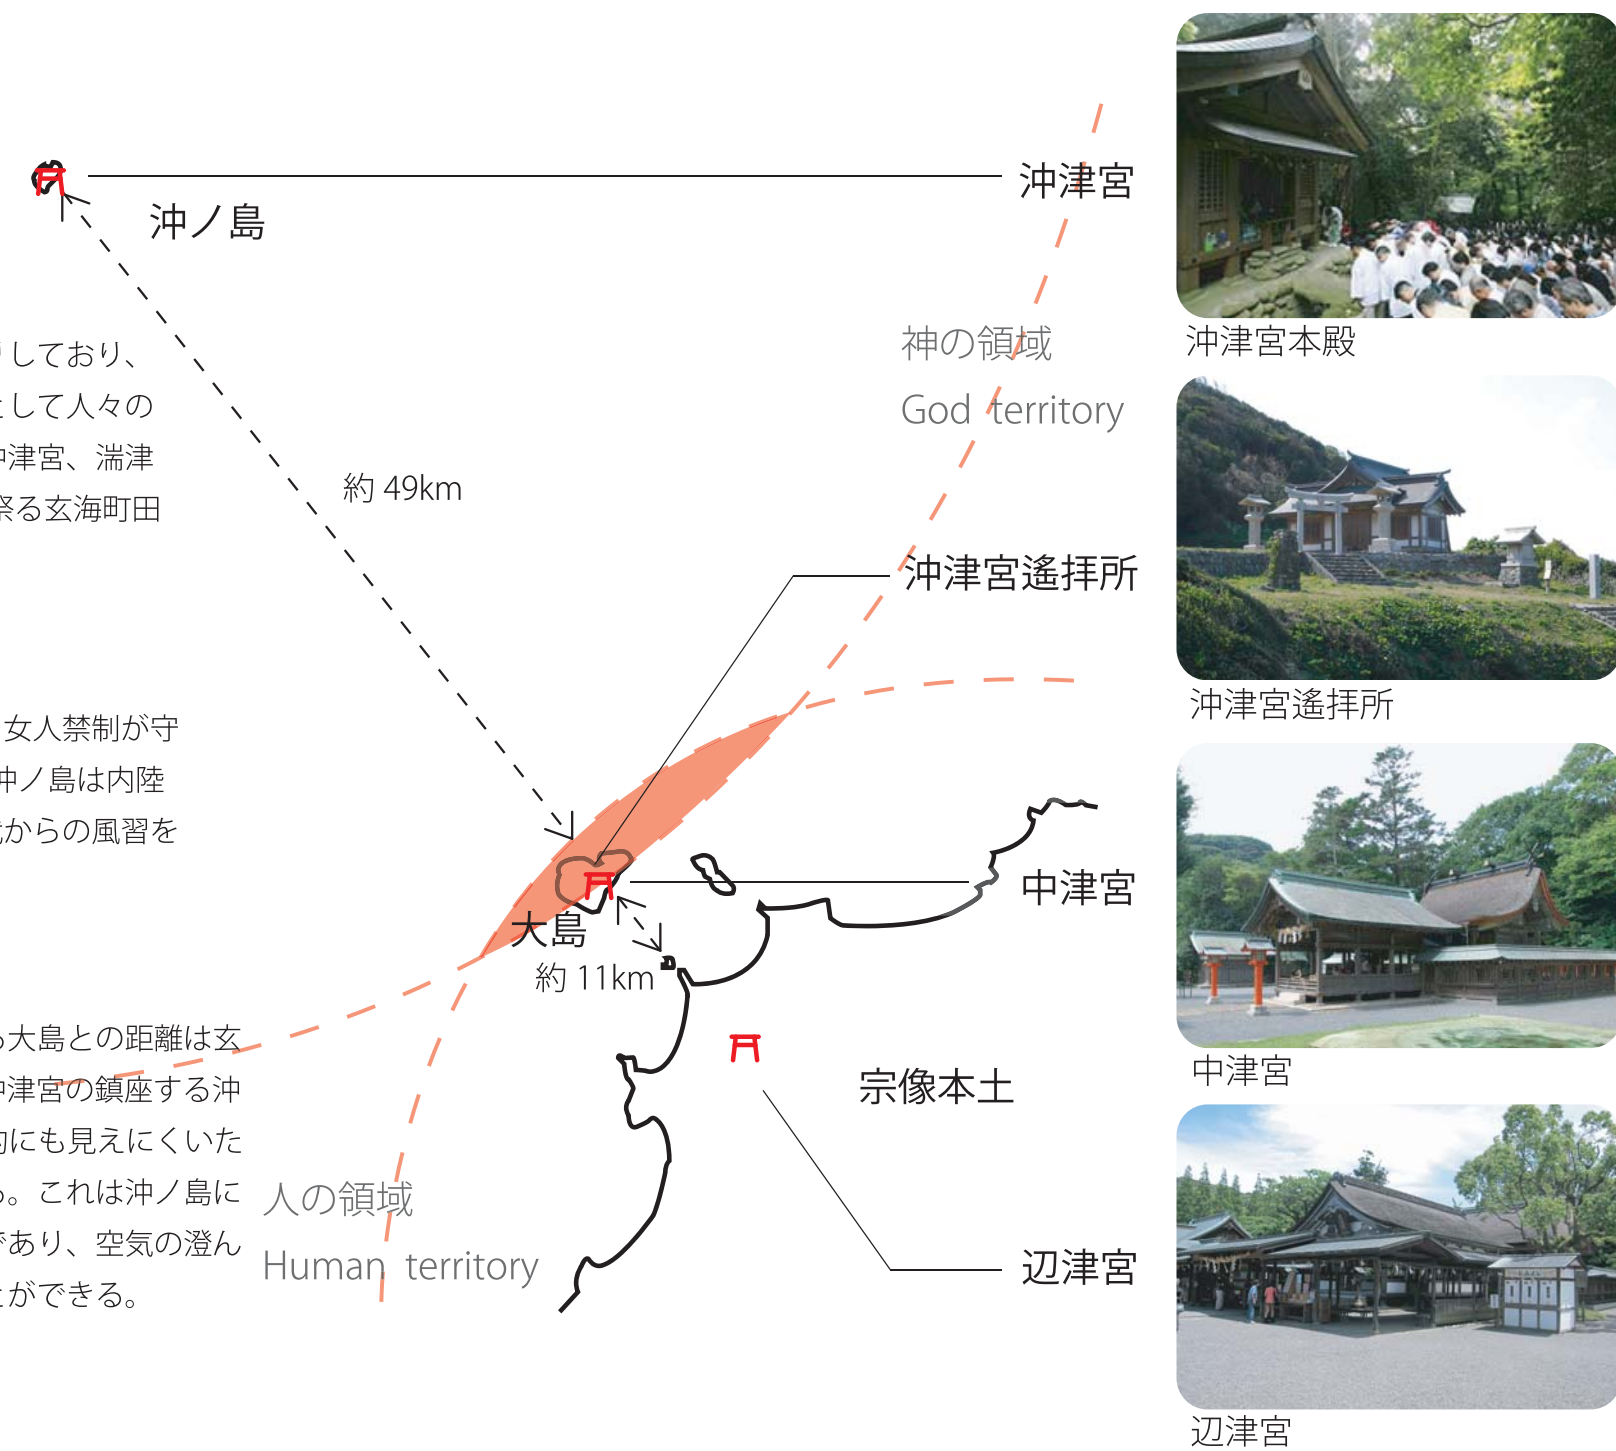 沖津宮
沖ノ島
しており、
として人々の
津宮、湍津
祭る玄海町田
神の領域
God territory
約 49km
沖津宮遙拝所
女人禁制が守
沖ノ島は内陸
からの風習を
中津宮
大島
約 11km
大島との距離は玄
沖津宮の鎮座する沖
的にも見えにくいた
。これは沖ノ島に
であり、空気の澄ん
とができる。
宗像本土
人の領域
Human territory
辺津宮
沖津宮本殿
沖津宮遙拝所
中津宮
辺津宮